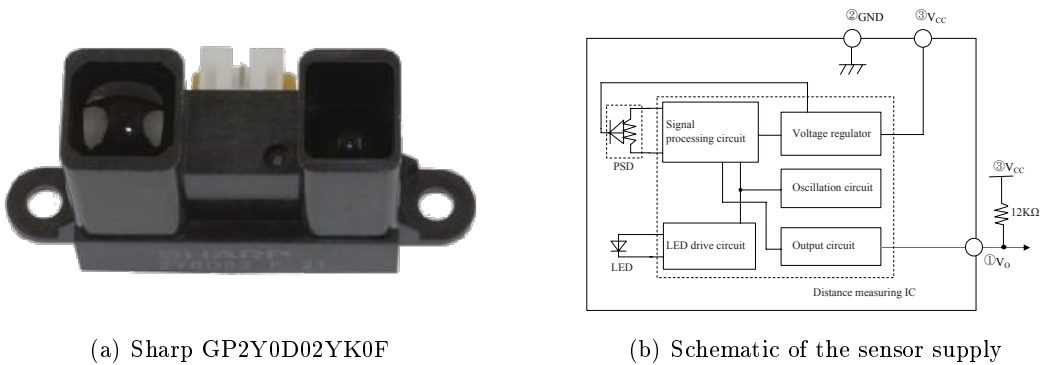 ②GND
③Vcc
Signal
processing circuit
Voltage regulator
PSD
Oscillation circuit
③Vcc
12KΩ
LED drive circuit
Output circuit
LED
①Vo
Distance measuring IC
SHARP
(a) Sharp GP2Y0D02YK0F
(b) Schematic of the sensor supply